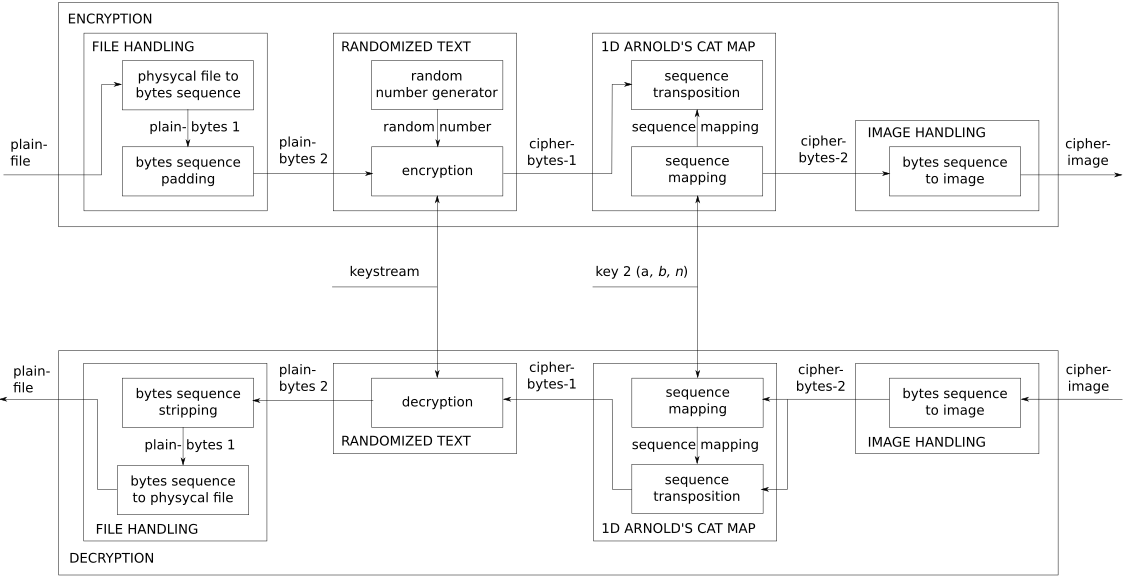 ENCRYPTION
FILE HANDLING
physycal file to
bytes sequence
plain- bytes 1
bytes sequence
padding
plain-
file
plain-
bytes 2
RANDOMIZED TEXT
random
number generator
random number
encryption
cipher-
bytes-1
1D ARNOLD'S CAT MAP
sequence
transposition
sequence mapping
sequence
mapping
cipher-
bytes-2
IMAGE HANDLING
bytes sequence
to image
cipher-
image
keystream
key 2 (a, b, n)
plain-
file
bytes sequence
stripping
plain- bytes 1
bytes sequence
to physycal file
FILE HANDLING
plain-
bytes 2
decryption
RANDOMIZED TEXT
cipher-
bytes-1
sequence
mapping
sequence mapping
sequence
transposition
1D ARNOLD'S CAT MAP
cipher-
bytes-2
bytes sequence
to image
IMAGE HANDLING
cipher-
image
DECRYPTION